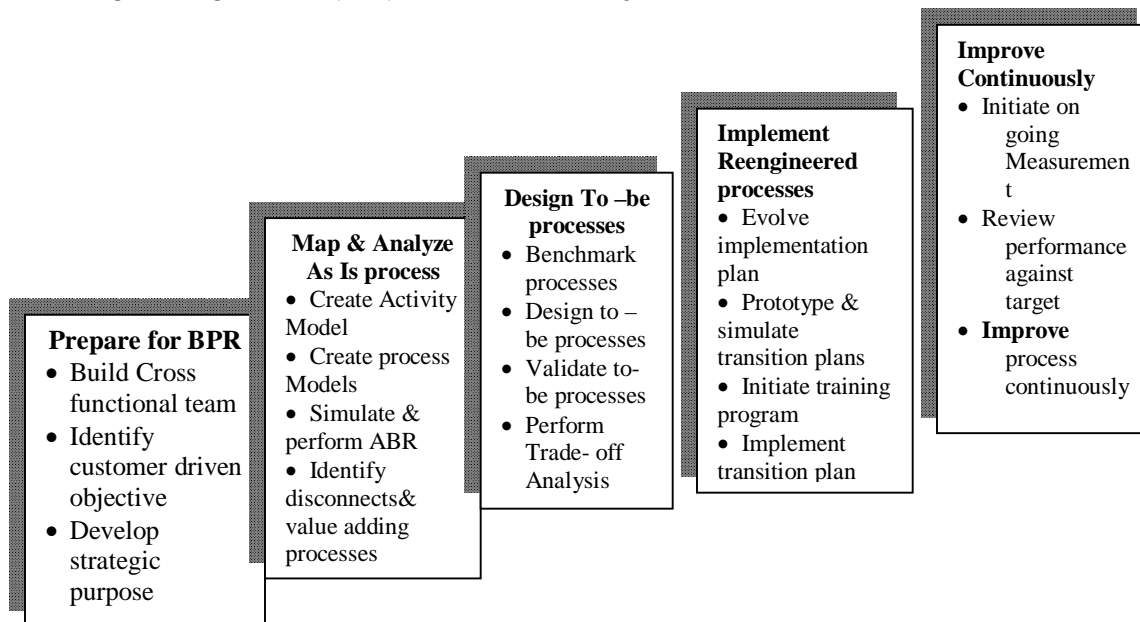 Prepare for BPR
• Build Cross
functional team
• Identify
customer driven
objective
• Develop
strategic
purpose
Map & Analyze
As Is process
• Create Activity
Model
• Create process
Models
• Simulate &
perform ABR
• Identify
disconnects&
value adding
processes
Design To –be
processes
• Benchmark
processes
• Design to –
be processes
• Validate to-
be processes
• Perform
Trade- off
Analysis
Implement
Reengineered
processes
• Evolve
implementation
plan
• Prototype &
simulate
transition plans
• Initiate training
program
• Implement
transition plan
Improve
Continuously
• Initiate on
going
Measuremen
t
• Review
performance
against
target
• Improve
process
continuously